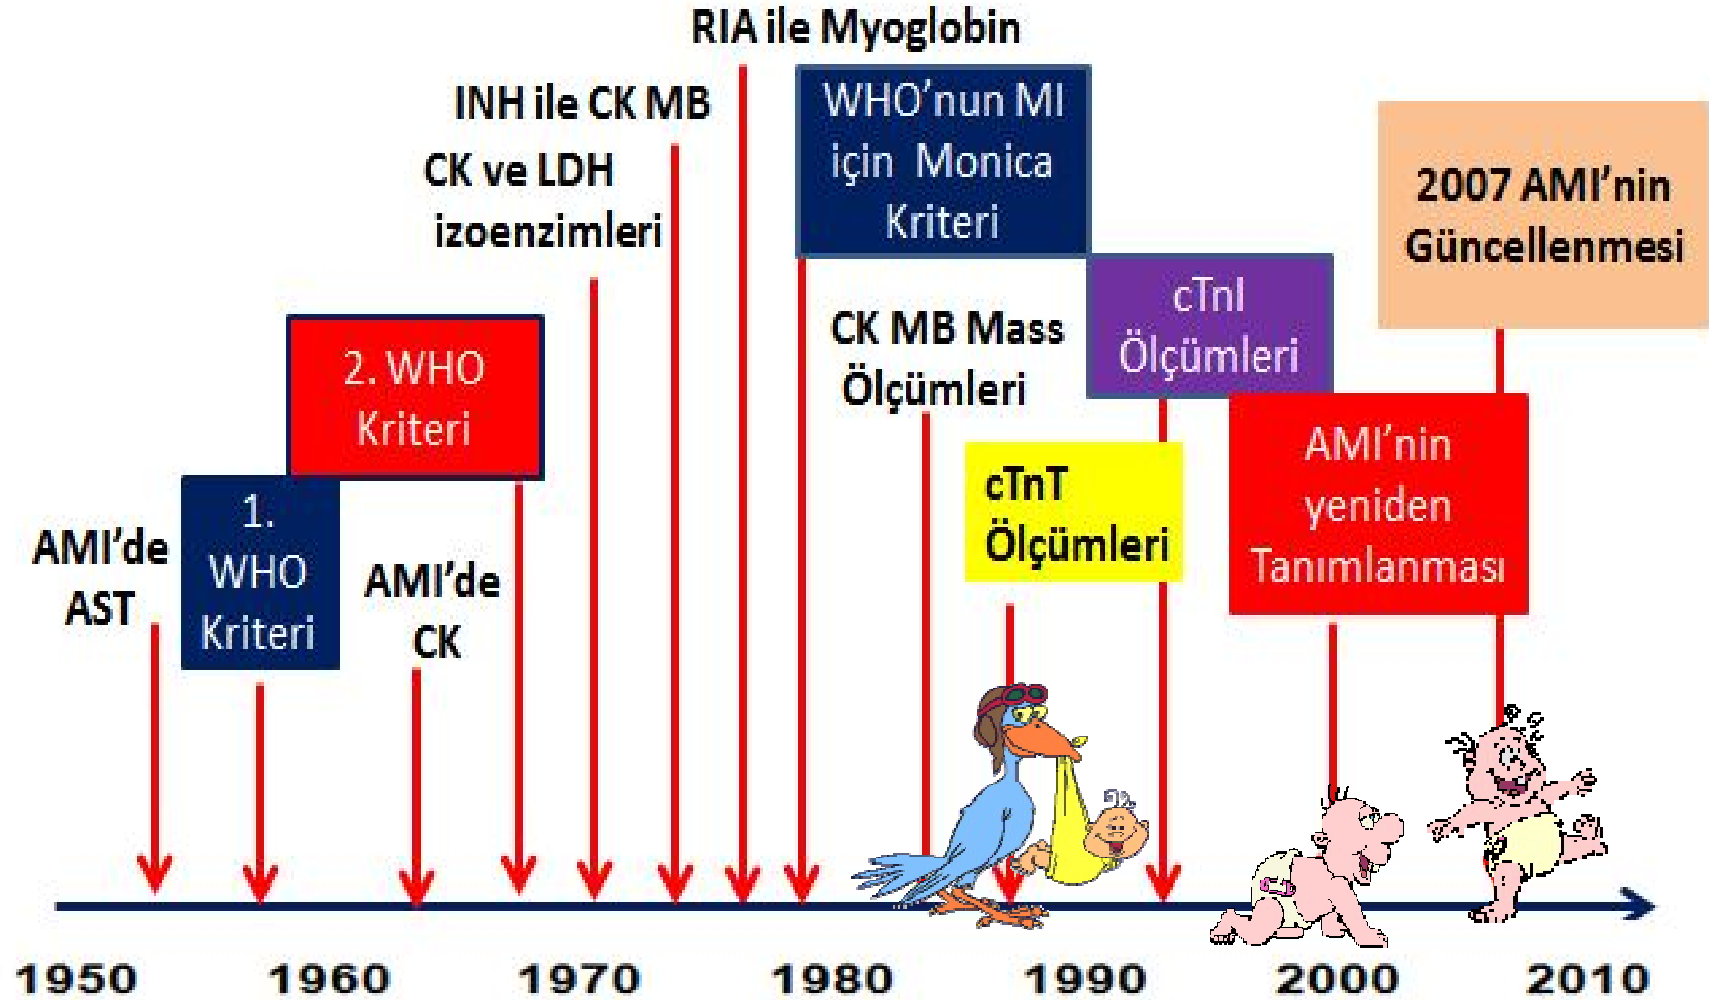 RIA ile Myoglobin
INH ile CK MB
CK ve LDH
izoenzimleri
WHO’nun MI
için Monica
Kriteri
2007 AMI’nin
Güncellenmesi
cTnI
Ölçümleri
CK MB Mass
Ölçümleri
2. WHO
Kriteri
AMI’nin
yeniden
Tanımlanması
cTnT
Ölçümleri
1.
WHO
Kriteri
AMI’de
AST
AMI’de
CK
1950 1960 1970 1980 1990 2000 2010